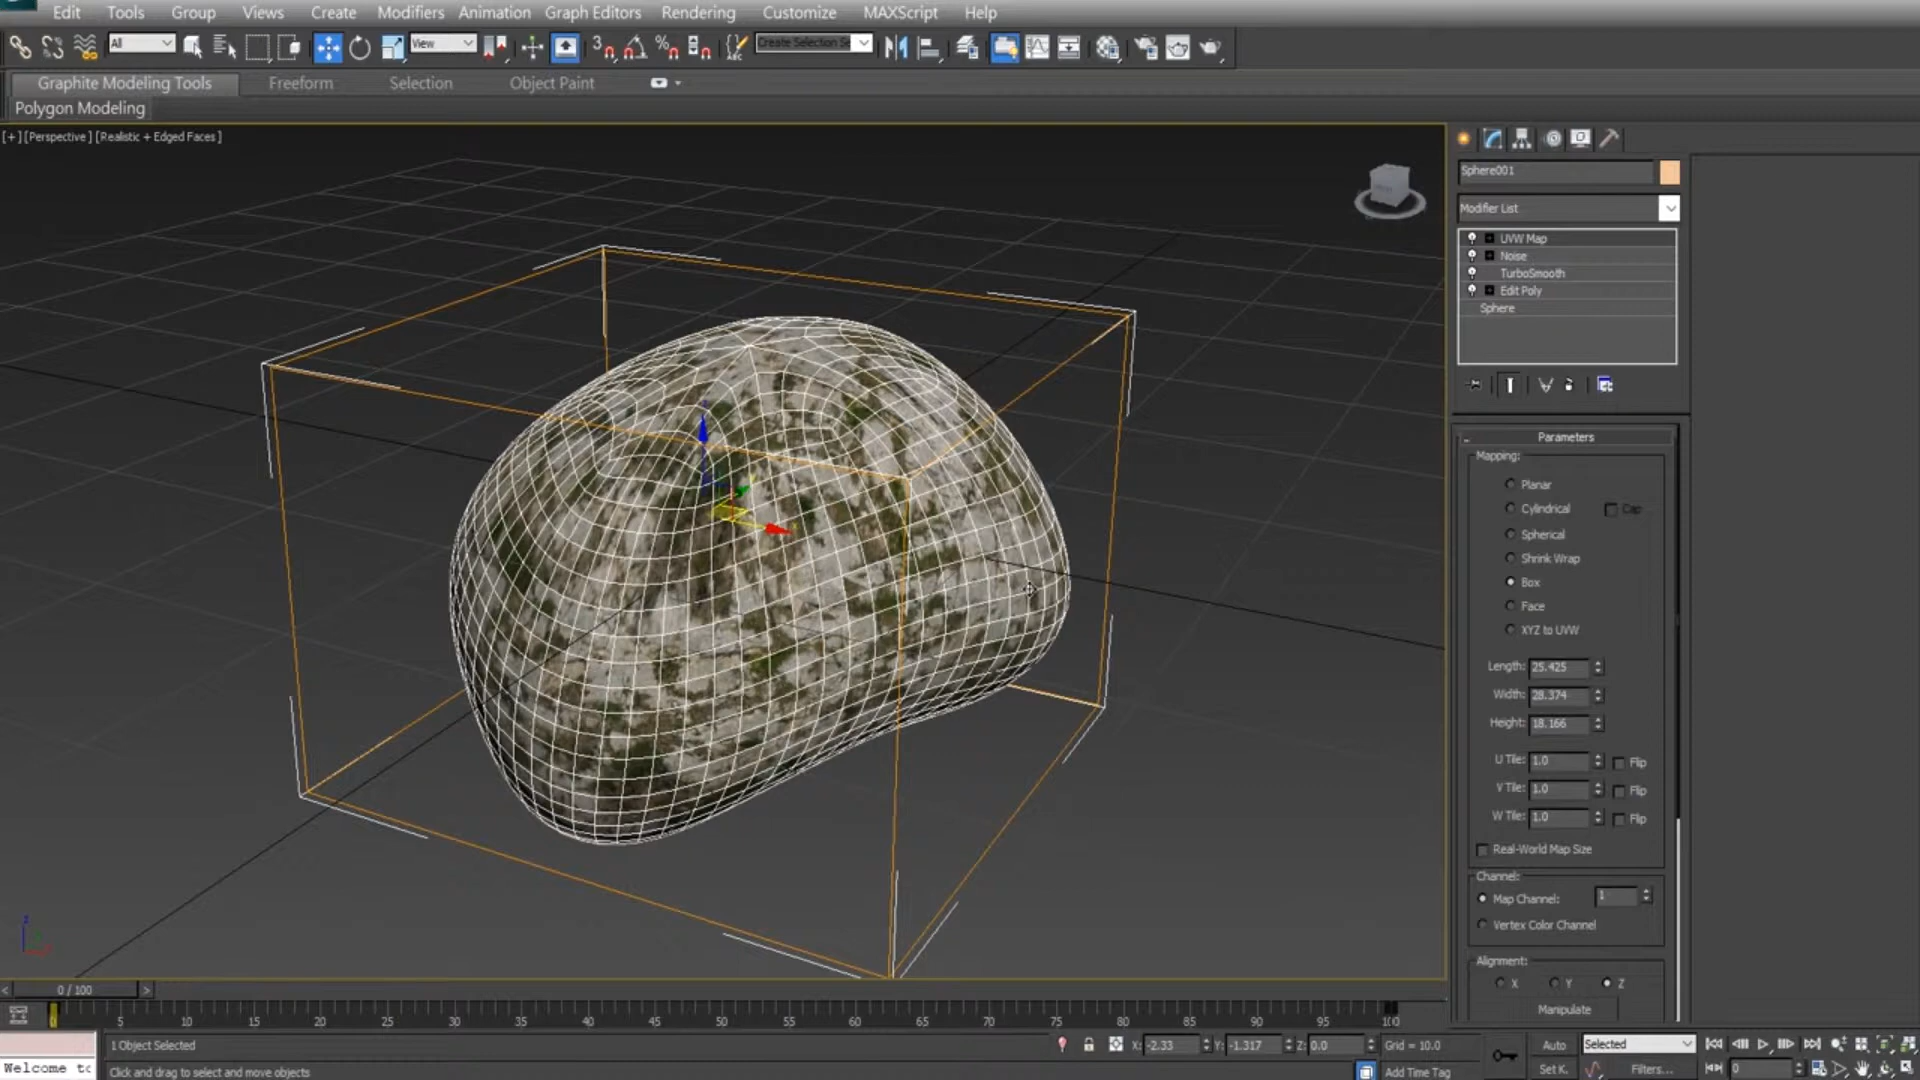 Edit Tools Group Views Create Modifiers Animation Graph Editors Rendering Customize MAXScript Help
All View Create Selection Se
Graphite Modeling Tools Freeform Selection Object Paint
Polygon Modeling
[+][Perspective][Realistic + Edged Faces]
Sphere001
Modifier List
UVW Map
Noise
TurboSmooth
Edit Poly
Sphere
Parameters
Mapping:
Planar
Cylindrical Cap
Spherical
Shrink Wrap
Box
Face
XYZ to UVW
Length: 25.425
Width: 28.374
Height: 18.166
U Tile: 1.0 Flip
V Tile: 1.0 Flip
W Tile: 1.0 Flip
Real-World Map Size
Channel:
Map Channel: 1
Vertex Color Channel
Alignment:
X Y Z
Manipulate
< 0 / 100 >
0 5 10 15 20 25 30 35 40 45 50 55 60 65 70 75 80 85 90 95 100
1 Object Selected X: -2.33 Y: -1.317 Z: 0.0 Grid = 10.0 Auto Selected
Welcome to Click and drag to select and move objects Add Time Tag Set K. Filters... 0